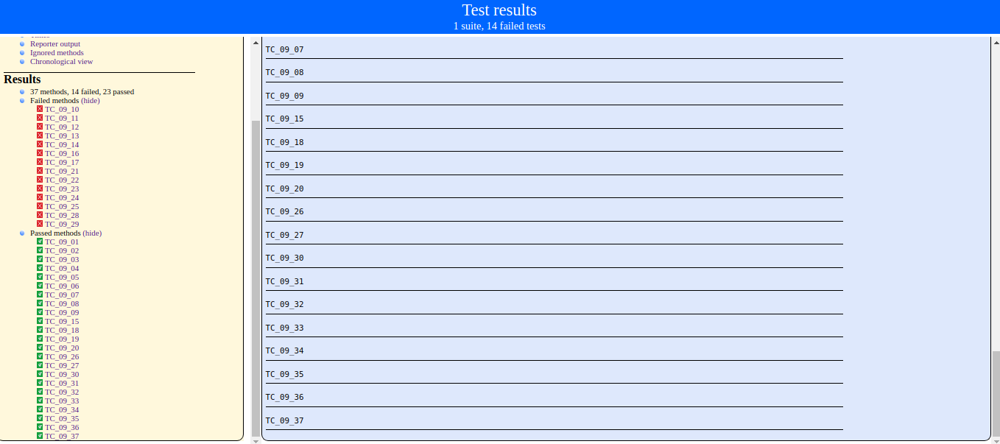 Test results
1 suite, 14 failed tests
Reporter output
Ignored methods
Chronological view
Results
37 methods, 14 failed, 23 passed
Failed methods (hide)
TC_09_10
TC_09_11
TC_09_12
TC_09_13
TC_09_14
TC_09_16
TC_09_17
TC_09_21
TC_09_22
TC_09_23
TC_09_24
TC_09_25
TC_09_28
TC_09_29
Passed methods (hide)
TC_09_01
TC_09_02
TC_09_03
TC_09_04
TC_09_05
TC_09_06
TC_09_07
TC_09_08
TC_09_09
TC_09_15
TC_09_18
TC_09_19
TC_09_20
TC_09_26
TC_09_27
TC_09_30
TC_09_31
TC_09_32
TC_09_33
TC_09_34
TC_09_35
TC_09_36
TC_09_37
TC_09_07
TC_09_08
TC_09_09
TC_09_15
TC_09_18
TC_09_19
TC_09_20
TC_09_26
TC_09_27
TC_09_30
TC_09_31
TC_09_32
TC_09_33
TC_09_34
TC_09_35
TC_09_36
TC_09_37